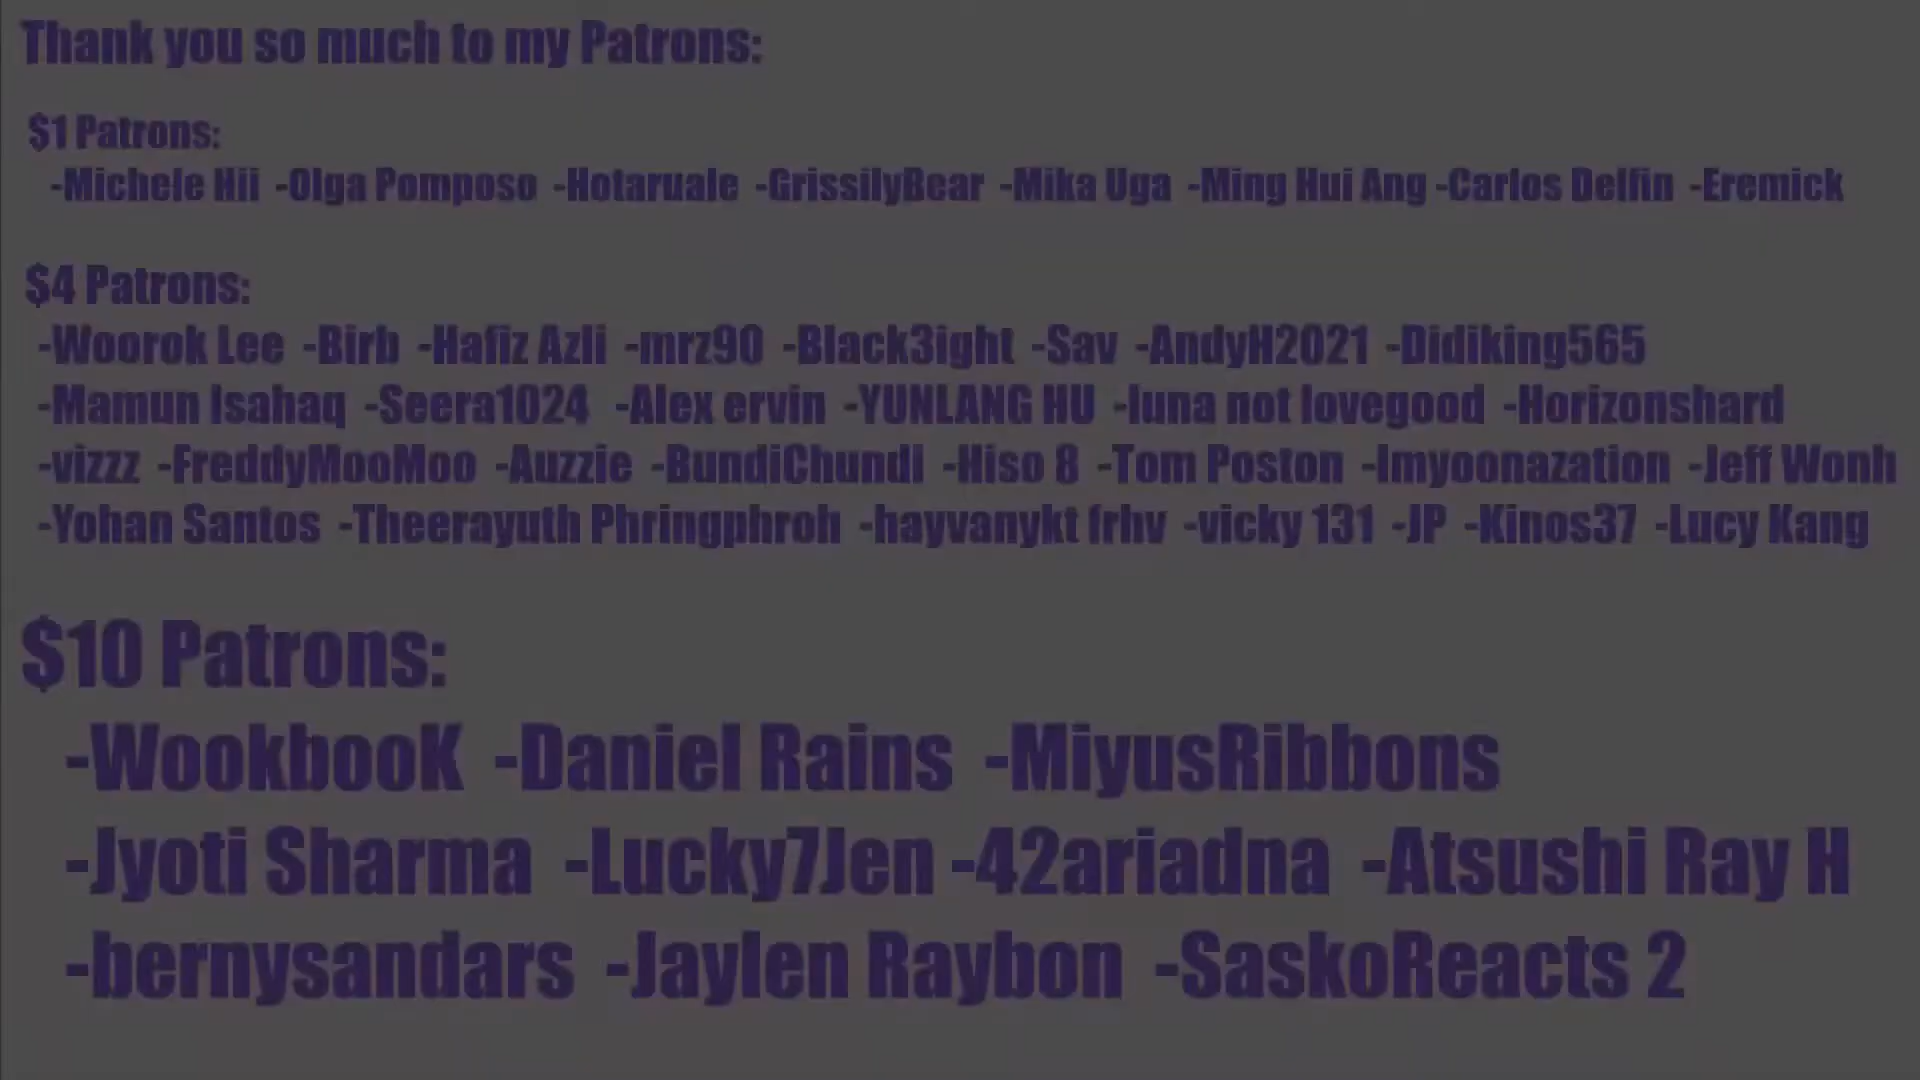 Thank you so much to my Patrons:
$1 Patrons:
-Michele Hii -Olga Pomposo -Hotaruale -GrissilyBear -Mika Uga -Ming Hui Ang -Carlos Delfin -Eremick
$4 Patrons:
-Woorok Lee -Birb -Hafiz Azli -mrz90 -Black3ight -Sav -AndyH2021 -Didiking565
-Mamun Isahaq -Seera1024 -Alex ervin -YUNLANG HU -luna not lovegood -Horizonshard
-vizzz -FreddyMooMoo -Auzzie -BundiChundi -Hiso 8 -Tom Poston -Imyoonazation -Jeff Wonh
-Yohan Santos -Theerayuth Phringphroh -hayvanykt frhv -vicky 131 -JP -Kinos37 -Lucy Kang
$10 Patrons:
-WookbooK -Daniel Rains -MiyusRibbons
-Jyoti Sharma -Lucky7Jen -42ariadna -Atsushi Ray H
-bernysandars -Jaylen Raybon -SaskoReacts 2